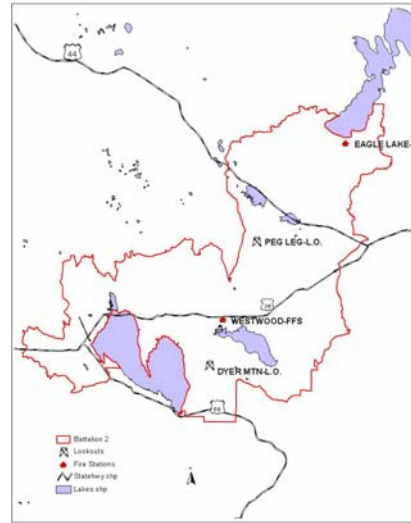 44
EAGLE LAKE-
PEG LEG-L.O.
36
WESTWOOD-FFS
DYER MTN-L.O.
Battalion 2
Lookouts
Fire Stations
Statehwy.shp
Lakes.shp